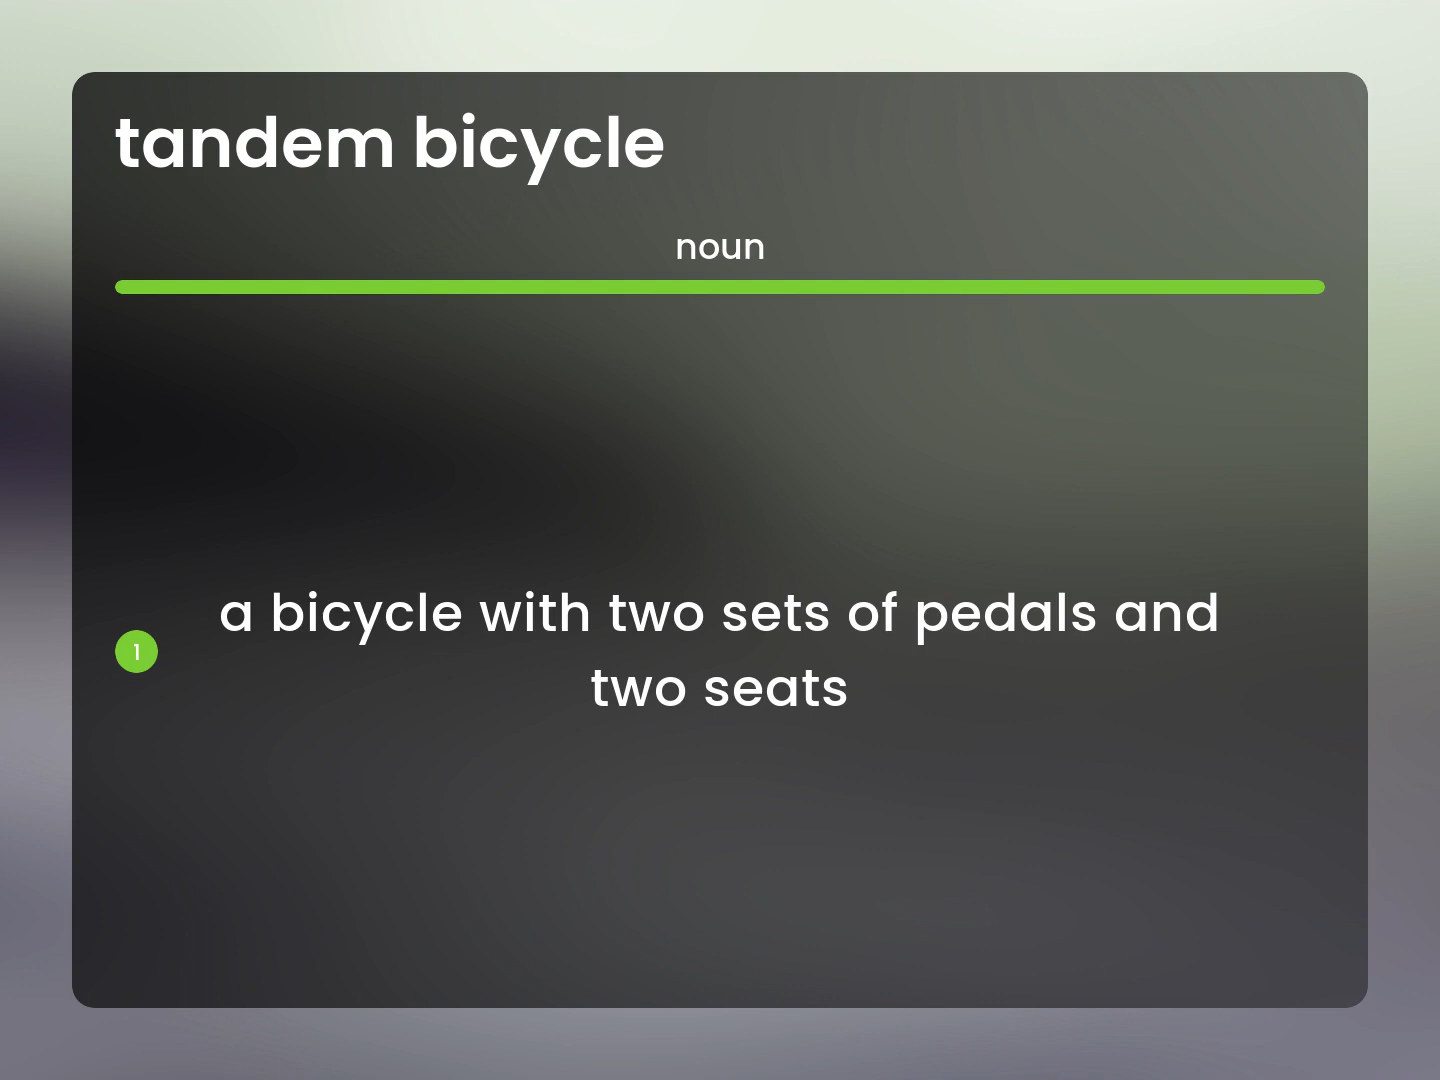 tandem bicycle
noun
1
a bicycle with two sets of pedals and
two seats